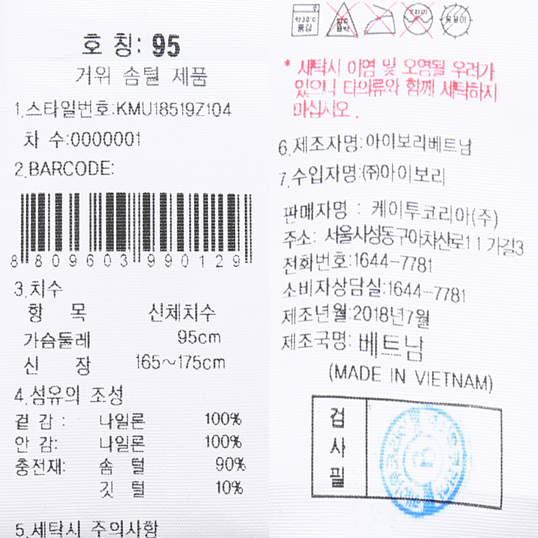 호 칭: 95
거위 솜털 제품
1.스타일번호:KMU18519Z104
차 수:0000001
2.BARCODE:
8 809603 990129
3.치수
항 목 신체치수
가슴둘레 95cm
신 장 165~175cm
4.섬유의 조성
겉 감 : 나일론 100%
안 감: 나일론 100%
충전재: 솜 털 90%
깃 털 10%
5.세탁시 주의사항
* 세탁시 이염 및 오염될 우려가
있으니 타의류와 함께 세탁하지
마십시오.
6.제조자명:아이보리베트남
7.수입자명:㈜아이보리
판매자명 : 케이투코리아(주)
주소: 서울시성동구아차산로11가길3
전화번호:1644-7781
소비자상담실:1644-7781
제조년월:2018년7월
제조국명: 베트남
(MADE IN VIETNAM)
검
사
필